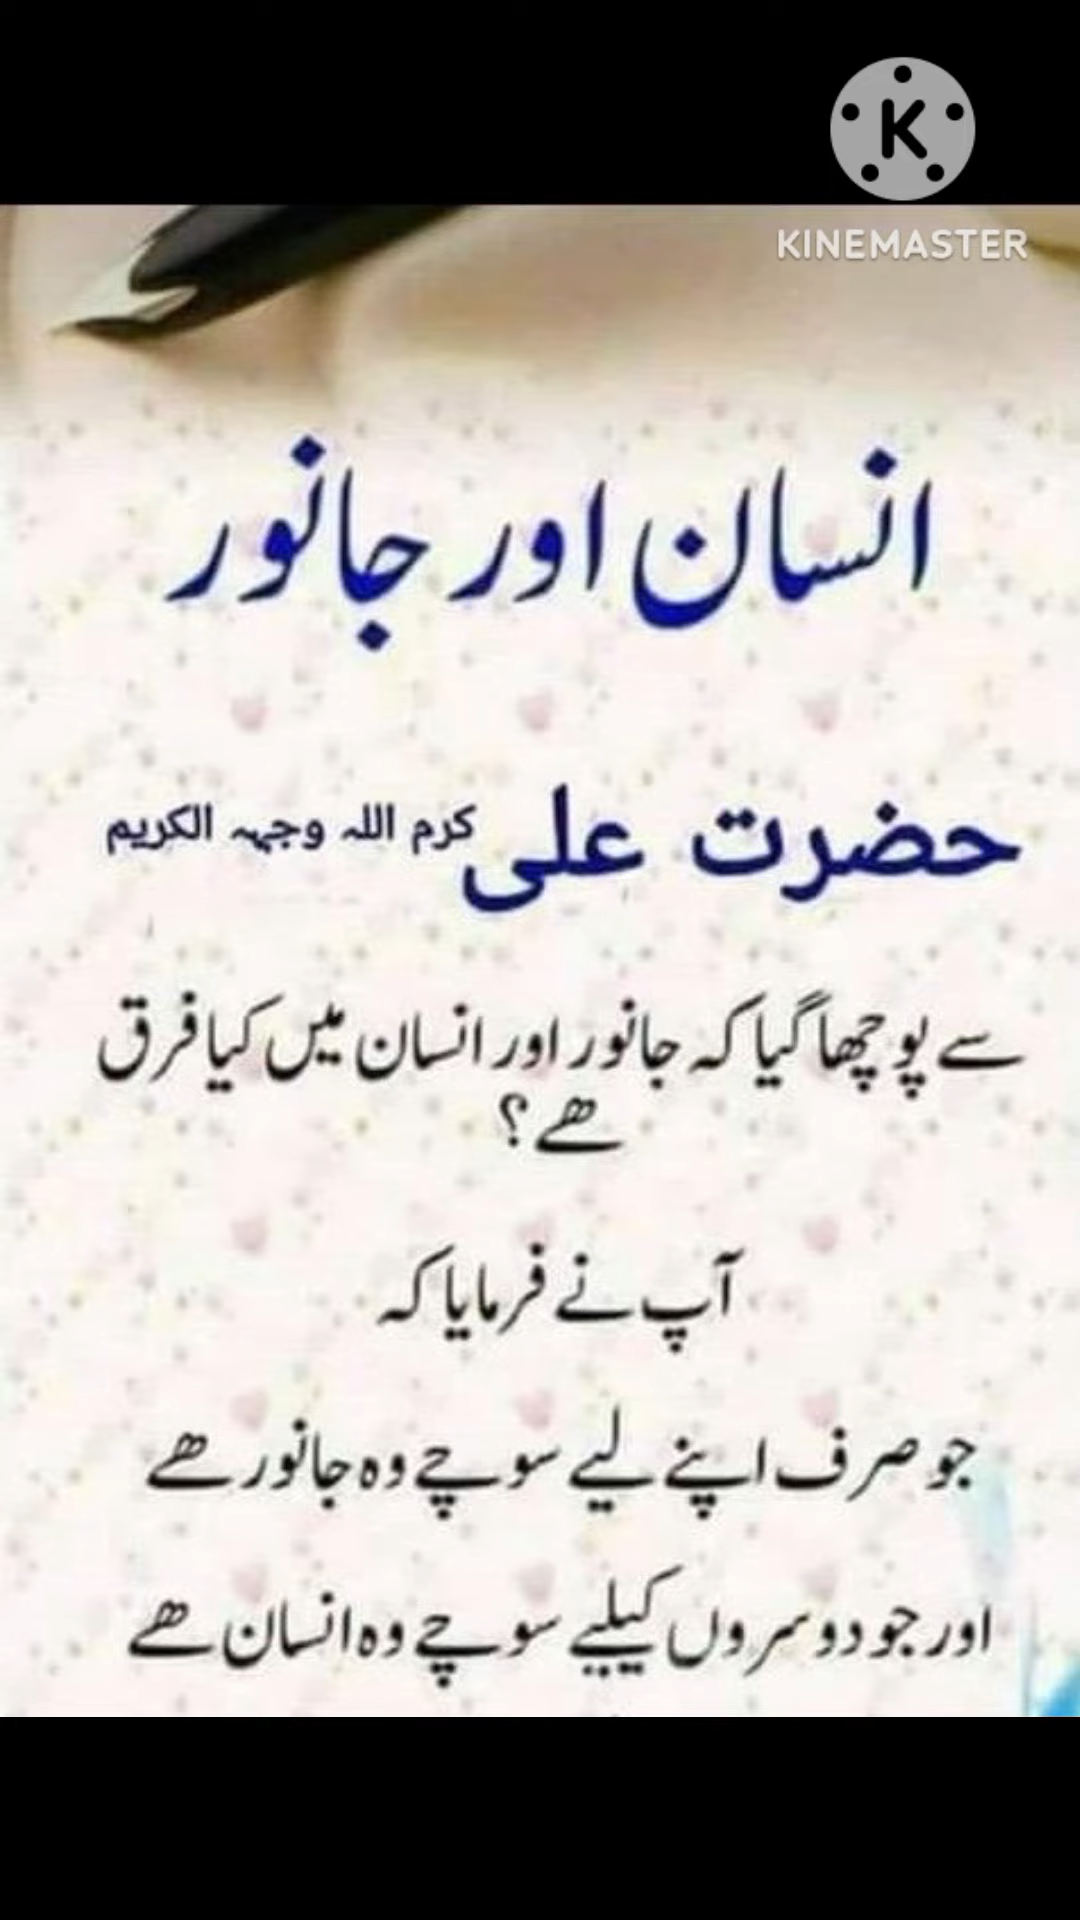 KINEMASTER
انسان اور جانور
حضرت علی کرم اللہ وجہہ الکریم
سے پوچھا گیا کہ جانور اور انسان میں کیا فرق
ھے؟
آپ نے فرمایا کہ
جو صرف اپنے لیے سوچے وہ جانور ھے
اور جو دوسروں کیلیے سوچے وہ انسان ھے